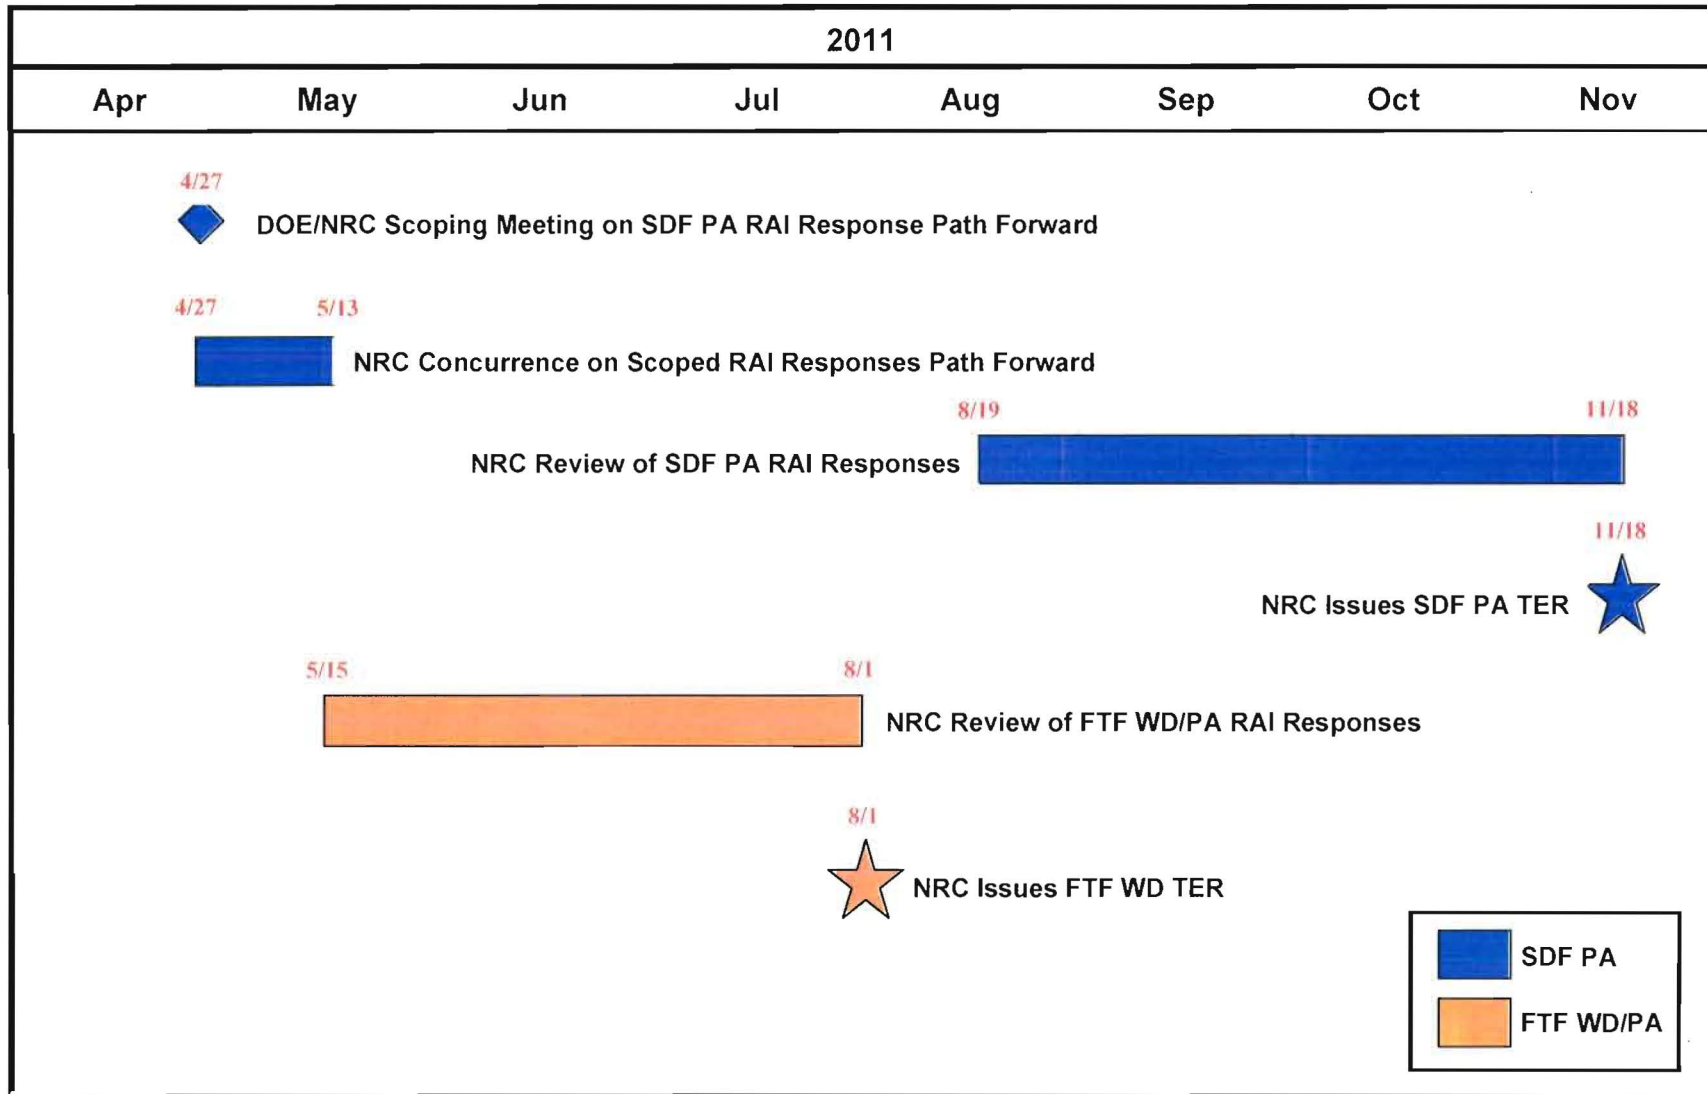 2011
Apr May Jun Jul Aug Sep Oct Nov
4/27
DOE/NRC Scoping Meeting on SDF PA RAI Response Path Forward
4/27 5/13
NRC Concurrence on Scoped RAI Responses Path Forward
8/19 11/18
NRC Review of SDF PA RAI Responses
11/18
NRC Issues SDF PA TER
5/15 8/1
NRC Review of FTF WD/PA RAI Responses
8/1
NRC Issues FTF WD TER
SDF PA
FTF WD/PA